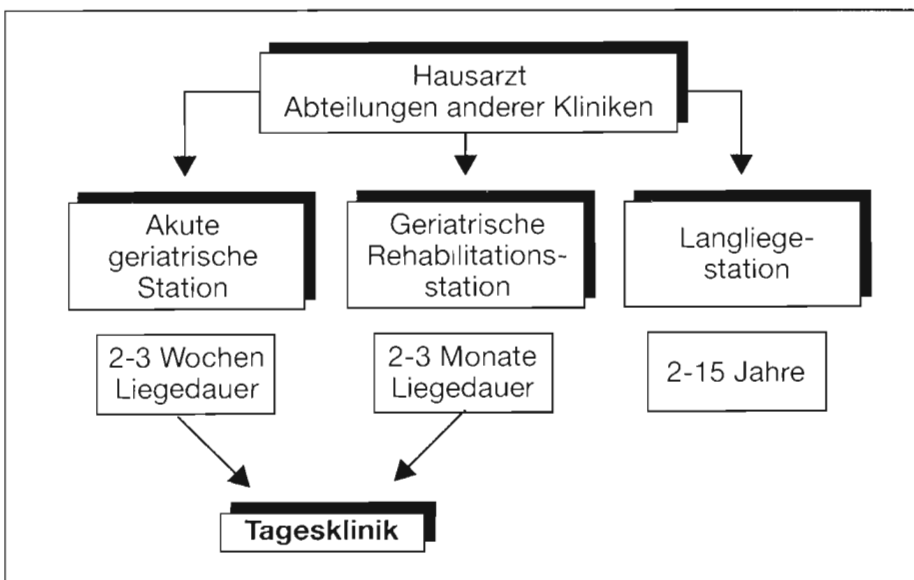 Hausarzt
Abteilungen anderer Kliniken
Akute
geriatrische
Station
Geriatrische
Rehabilitations-
station
Langliege-
station
2-3 Wochen
Liegedauer
2-3 Monate
Liegedauer
2-15 Jahre
Tagesklinik